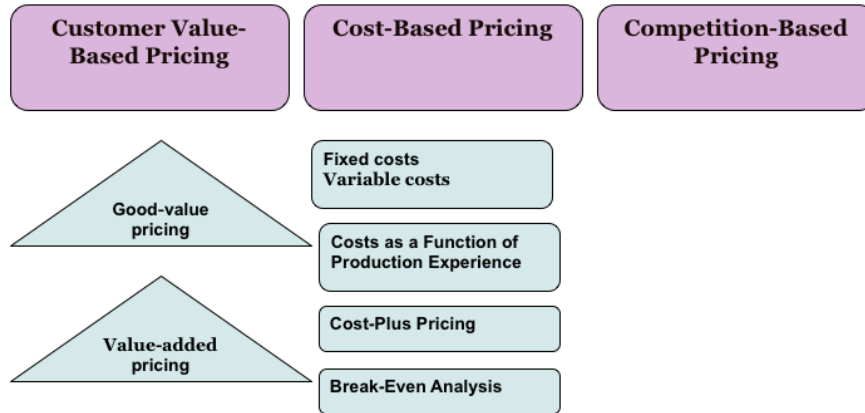 Customer Value-
Based Pricing
Cost-Based Pricing
Competition-Based
Pricing
Good-value
pricing
Value-added
pricing
Fixed costs
Variable costs
Costs as a Function of
Production Experience
Cost-Plus Pricing
Break-Even Analysis